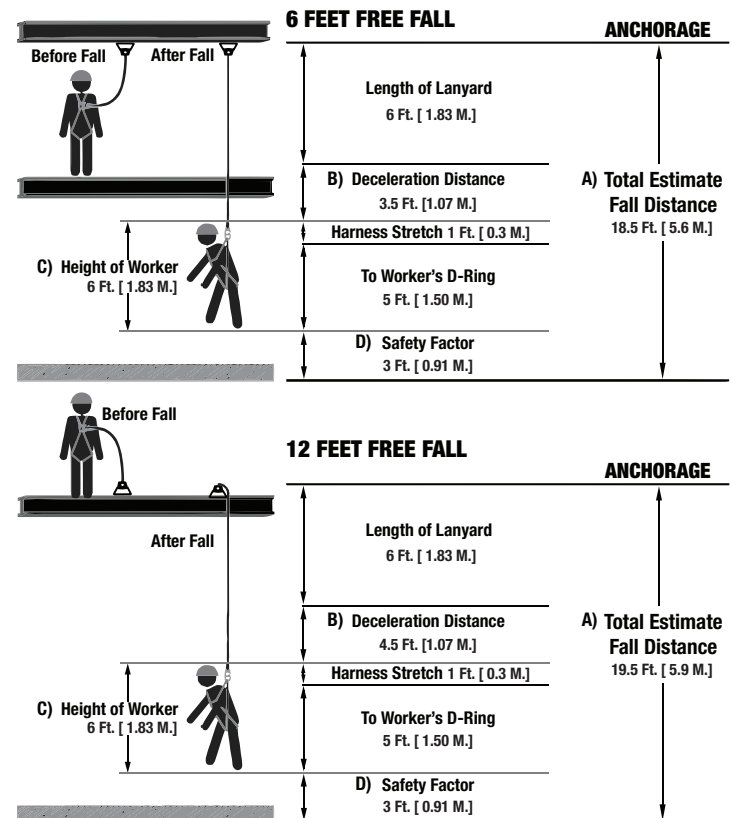 6 FEET FREE FALL
ANCHORAGE
Before Fall
After Fall
Length of Lanyard
6 Ft. [ 1.83 M.]
B) Deceleration Distance
3.5 Ft. [1.07 M.]
A) Total Estimate
Fall Distance
18.5 Ft. [ 5.6 M.]
Harness Stretch 1 Ft. [ 0.3 M.]
C) Height of Worker
6 Ft. [ 1.83 M.]
To Worker's D-Ring
5 Ft. [ 1.50 M.]
D) Safety Factor
3 Ft. [ 0.91 M.]
Before Fall
12 FEET FREE FALL
ANCHORAGE
After Fall
Length of Lanyard
6 Ft. [ 1.83 M.]
B) Deceleration Distance
4.5 Ft. [1.07 M.]
A) Total Estimate
Fall Distance
19.5 Ft. [ 5.9 M.]
Harness Stretch 1 Ft. [ 0.3 M.]
C) Height of Worker
6 Ft. [ 1.83 M.]
To Worker's D-Ring
5 Ft. [ 1.50 M.]
D) Safety Factor
3 Ft. [ 0.91 M.]